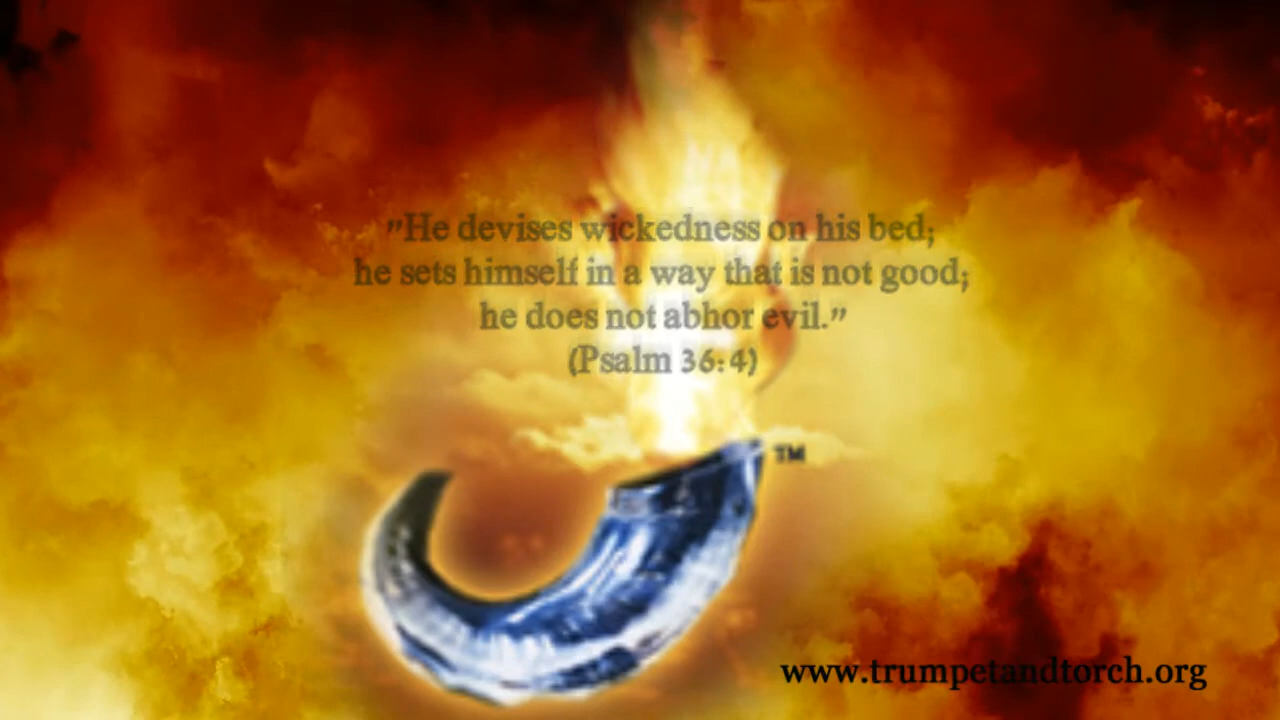 "He devises wickedness on his bed;
he sets himself in a way that is not good;
he does not abhor evil."
(Psalm 36:4)
TM
www.trumpetandtorch.org